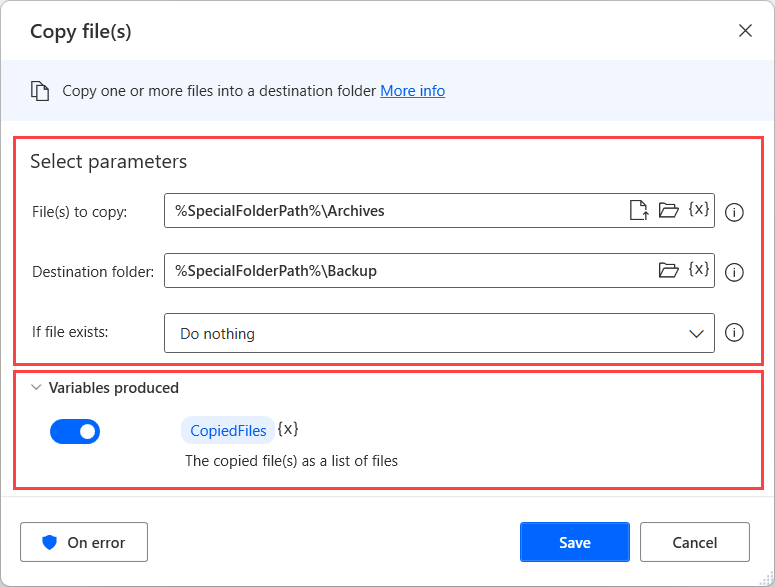 Copy file(s)
Copy one or more files into a destination folder More info
Select parameters
File(s) to copy: %SpecialFolderPath%\Archives {x}
Destination folder: %SpecialFolderPath%\Backup {x}
If file exists: Do nothing
Variables produced
CopiedFiles {x}
The copied file(s) as a list of files
On error Save Cancel